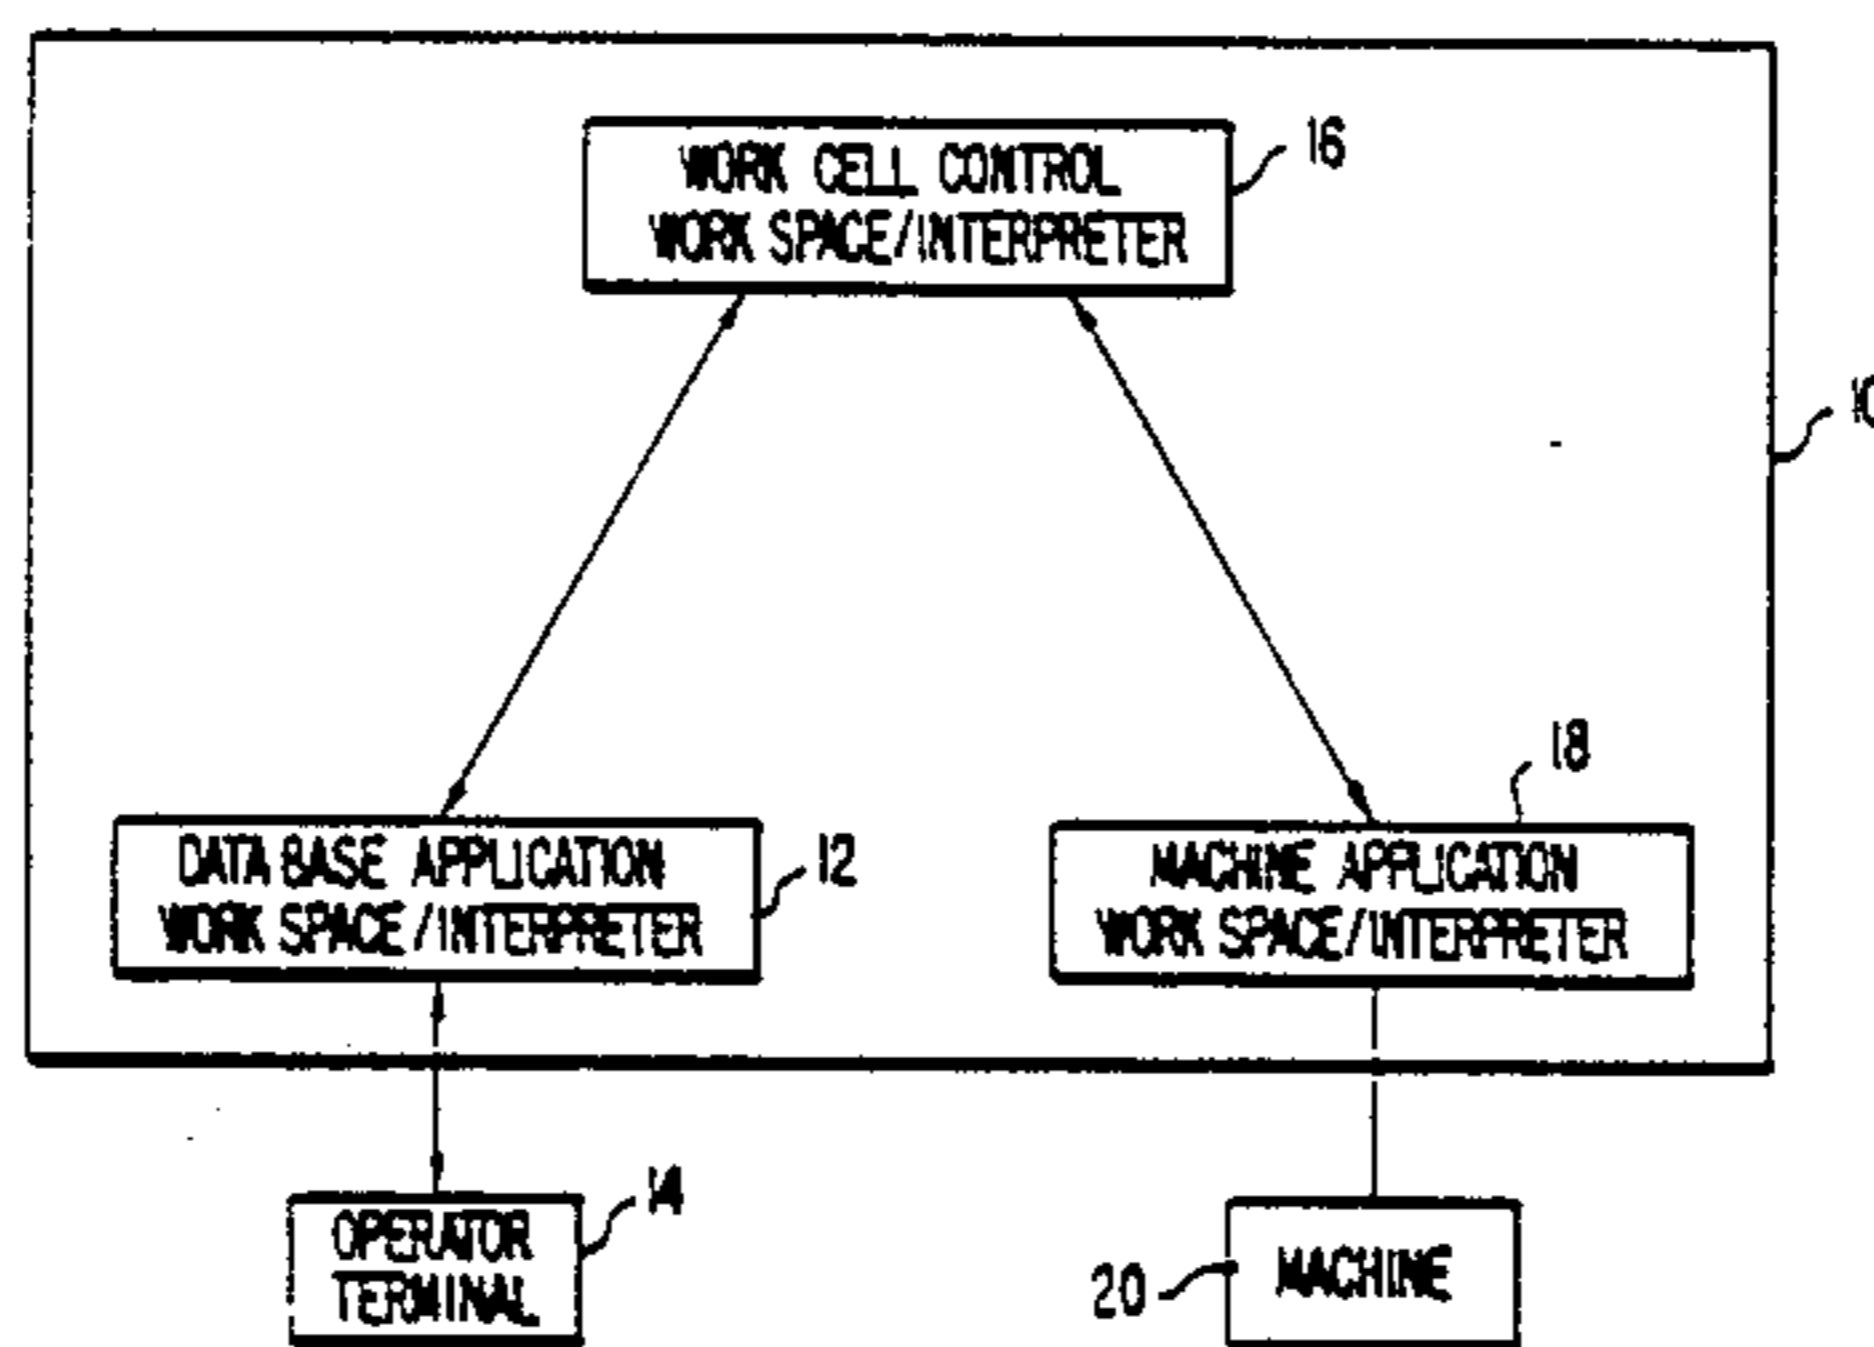 WORK CELL CONTROL
WORK SPACE/INTERPRETER
16
10
18
DATA BASE APPLICATION
WORK SPACE/INTERPRETER
12
MACHINE APPLICATION
WORK SPACE/INTERPRETER
OPERATOR
TERMINAL
14
20
MACHINE